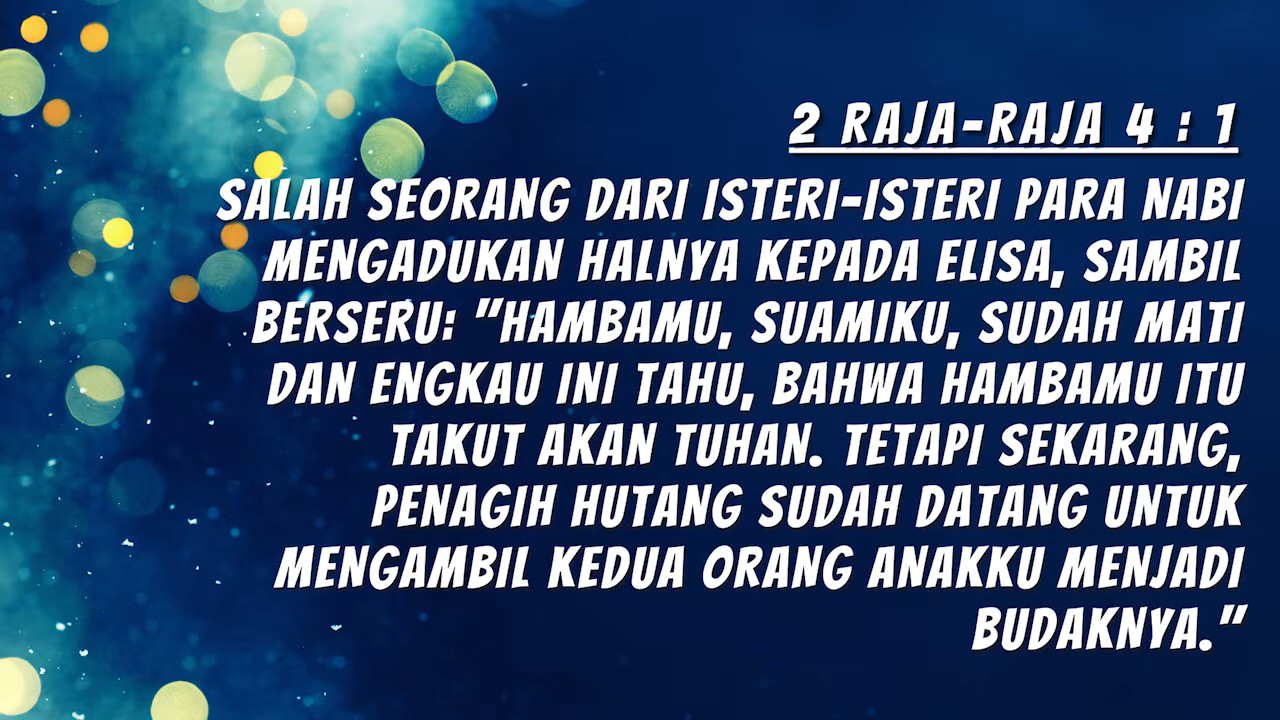 2 RAJA-RAJA 4 : 1
SALAH SEORANG DARI ISTERI-ISTERI PARA NABI
MENGADUKAN HALNYA KEPADA ELISA, SAMBIL
BERSERU: "HAMBAMU, SUAMIKU, SUDAH MATI
DAN ENGKAU INI TAHU, BAHWA HAMBAMU ITU
TAKUT AKAN TUHAN. TETAPI SEKARANG,
PENAGIH HUTANG SUDAH DATANG UNTUK
MENGAMBIL KEDUA ORANG ANAKKU MENJADI
BUDAKNYA."